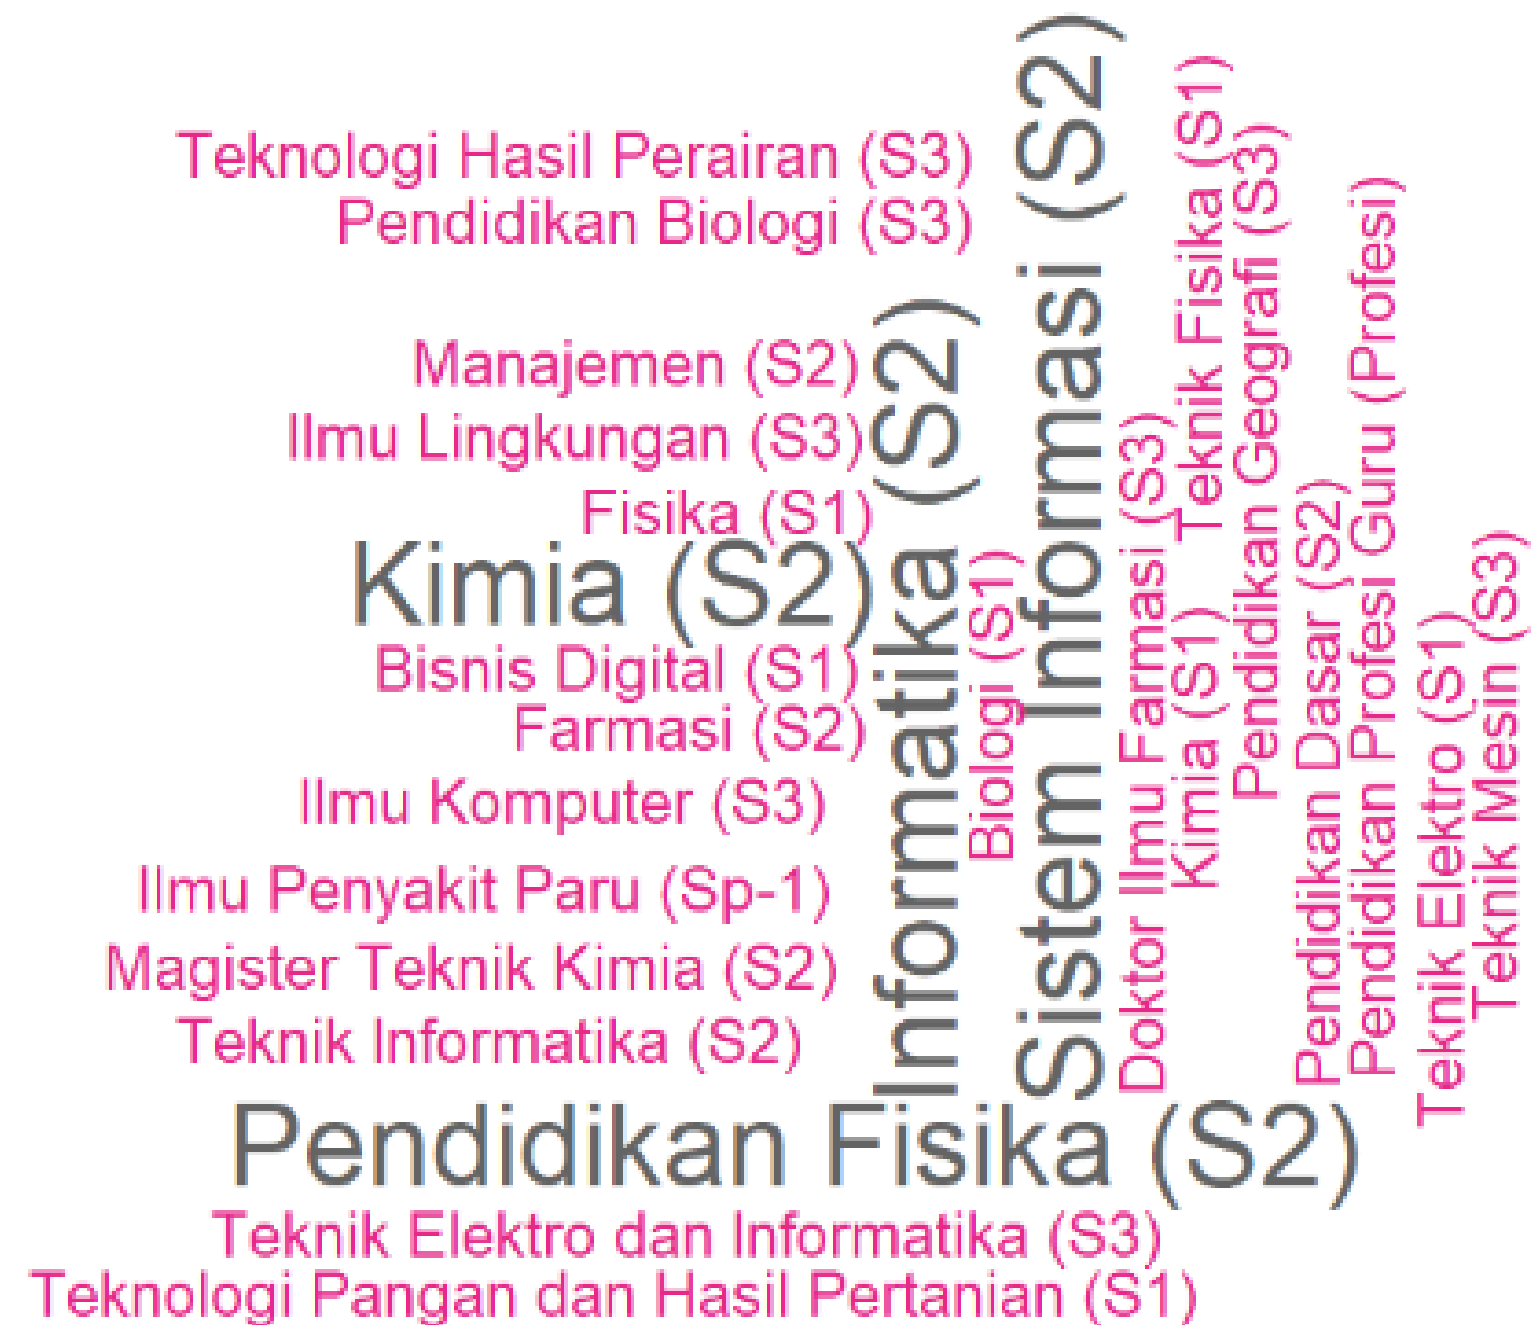 Teknologi Hasil Perairan (S3)
Pendidikan Biologi (S3)
Manajemen (S2)
Ilmu Lingkungan (S3)
Fisika (S1)
Kimia (S2)
Bisnis Digital (S1)
Farmasi (S2)
Ilmu Komputer (S3)
Ilmu Penyakit Paru (Sp-1)
Magister Teknik Kimia (S2)
Teknik Informatika (S2)
Informatika (S2)
Biologi (S1)
Sistem Informasi (S2)
Doktor Ilmu Farmasi (S3)
Teknik Fisika (S1)
Kimia (S1)
Pendidikan Geografi (S3)
Pendidikan Dasar (S2)
Pendidikan Profesi Guru (Profesi)
Teknik Elektro (S1)
Teknik Mesin (S3)
Pendidikan Fisika (S2)
Teknik Elektro dan Informatika (S3)
Teknologi Pangan dan Hasil Pertanian (S1)